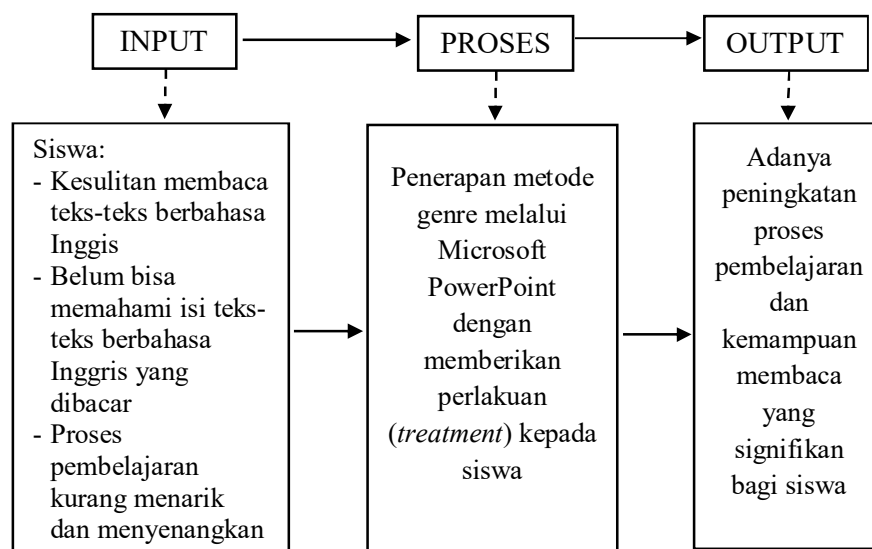 INPUT
PROSES
OUTPUT
Siswa:
- Kesulitan membaca
teks-teks berbahasa
Inggis
- Belum bisa
memahami isi teks-
teks berbahasa
Inggris yang
dibacar
- Proses
pembelajaran
kurang menarik
dan menyenangkan
Penerapan metode
genre melalui
Microsoft
PowerPoint
dengan
memberikan
perlakuan
(treatment) kepada
siswa
Adanya
peningkatan
proses
pembelajaran
dan
kemampuan
membaca
yang
signifikan
bagi siswa